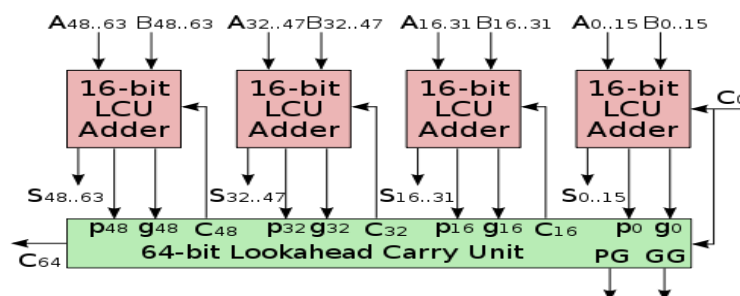 A48..63 B48..63 A32..47 B32..47 A16.31 B16..31 A0..15 B0..15
16-bit LCU Adder 16-bit LCU Adder 16-bit LCU Adder 16-bit LCU Adder
C0
S48..63 S32..47 S16..31 S0..15
p48 g48 C48 p32 g32 C32 p16 g16 C16 p0 g0
64-bit Lookahead Carry Unit PG GG
C64